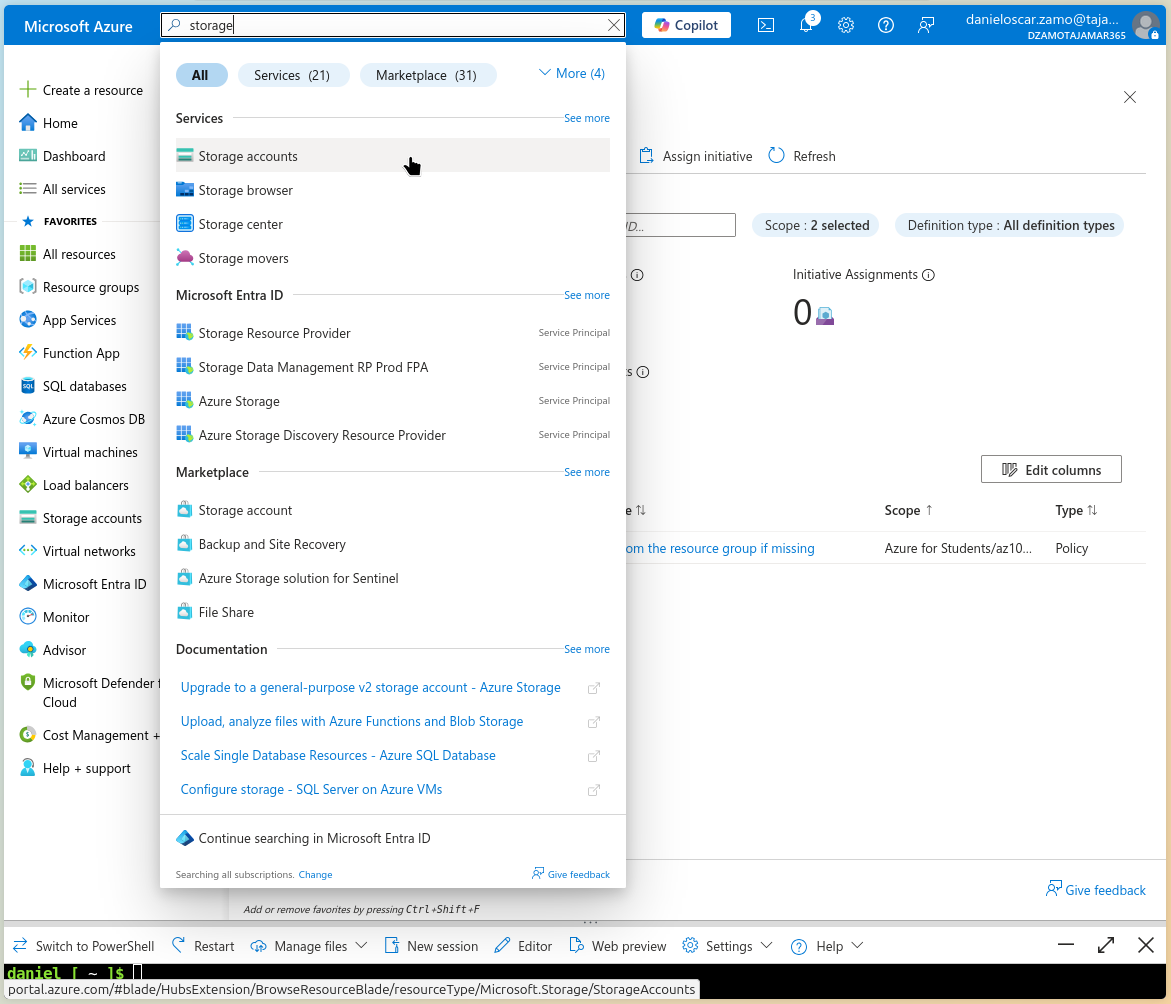 Microsoft Azure
storage
Copilot
3
danieloscar.zamo@taja...
DZAMOTAJAMAR365
All
Services (21)
Marketplace (31)
More (4)
Services
See more
Storage accounts
Storage browser
Storage center
Storage movers
Microsoft Entra ID
See more
Storage Resource Provider
Service Principal
Storage Data Management RP Prod FPA
Service Principal
Azure Storage
Service Principal
Azure Storage Discovery Resource Provider
Service Principal
Marketplace
See more
Storage account
Backup and Site Recovery
Azure Storage solution for Sentinel
File Share
Documentation
See more
Upgrade to a general-purpose v2 storage account - Azure Storage
Upload, analyze files with Azure Functions and Blob Storage
Scale Single Database Resources - Azure SQL Database
Configure storage - SQL Server on Azure VMs
Continue searching in Microsoft Entra ID
Searching all subscriptions. Change
Give feedback
Create a resource
Home
Dashboard
All services
FAVORITES
All resources
Resource groups
App Services
Function App
SQL databases
Azure Cosmos DB
Virtual machines
Load balancers
Storage accounts
Virtual networks
Microsoft Entra ID
Monitor
Advisor
Microsoft Defender f
Cloud
Cost Management +
Help + support
Assign initiative
Refresh
ID...
Scope : 2 selected
Definition type : All definition types
Initiative Assignments
0
Edit columns
Scope
Type
om the resource group if missing
Azure for Students/az10...
Policy
Give feedback
Add or remove favorites by pressing Ctrl+Shift+F
Switch to PowerShell
Restart
Manage files
New session
Editor
Web preview
Settings
Help
daniel [ ~ ]$
portal.azure.com/#blade/HubsExtension/BrowseResourceBlade/resourceType/Microsoft.Storage/StorageAccounts